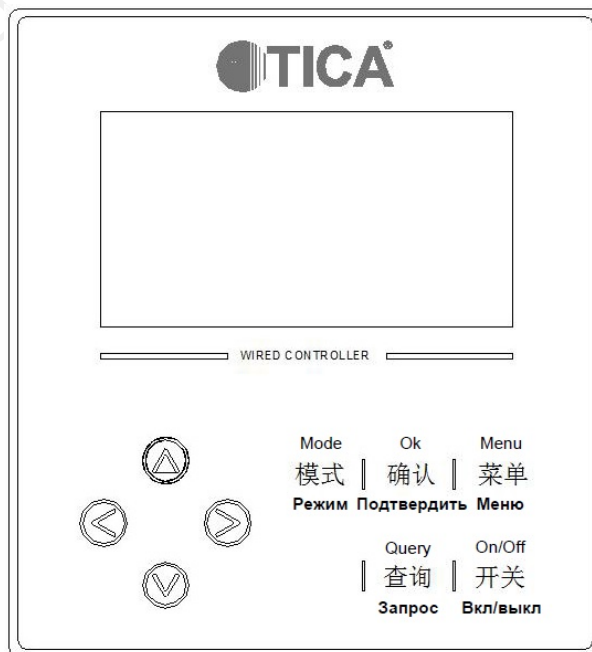 TICA®
WIRED CONTROLLER
Mode Ok Menu
模式 确认 菜单
Режим Подтвердить Меню
Query On/Off
查询 开关
Запрос Вкл/выкл